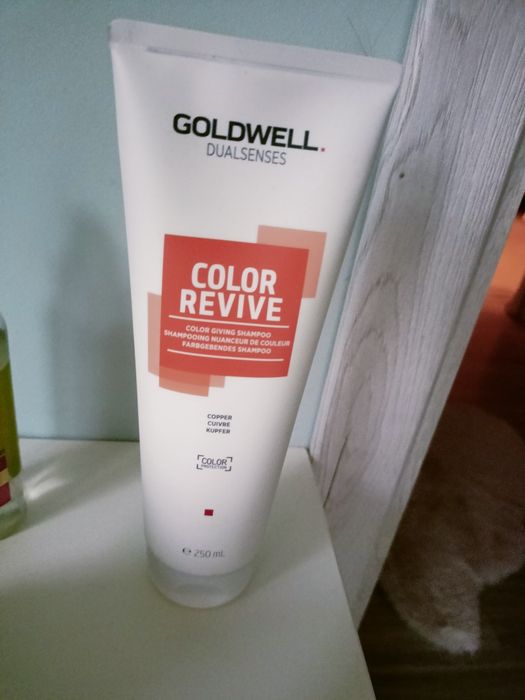 GOLDWELL.
DUALSENSES
COLOR
REVIVE
COLOR GIVING SHAMPOO
SHAMPOOING NUANCEUR DE COULEUR
FARBGEBENDES SHAMPOO
COPPER
CUIVRE
KUPFER
COLOR
PROTECTION
℮ 250 ml.